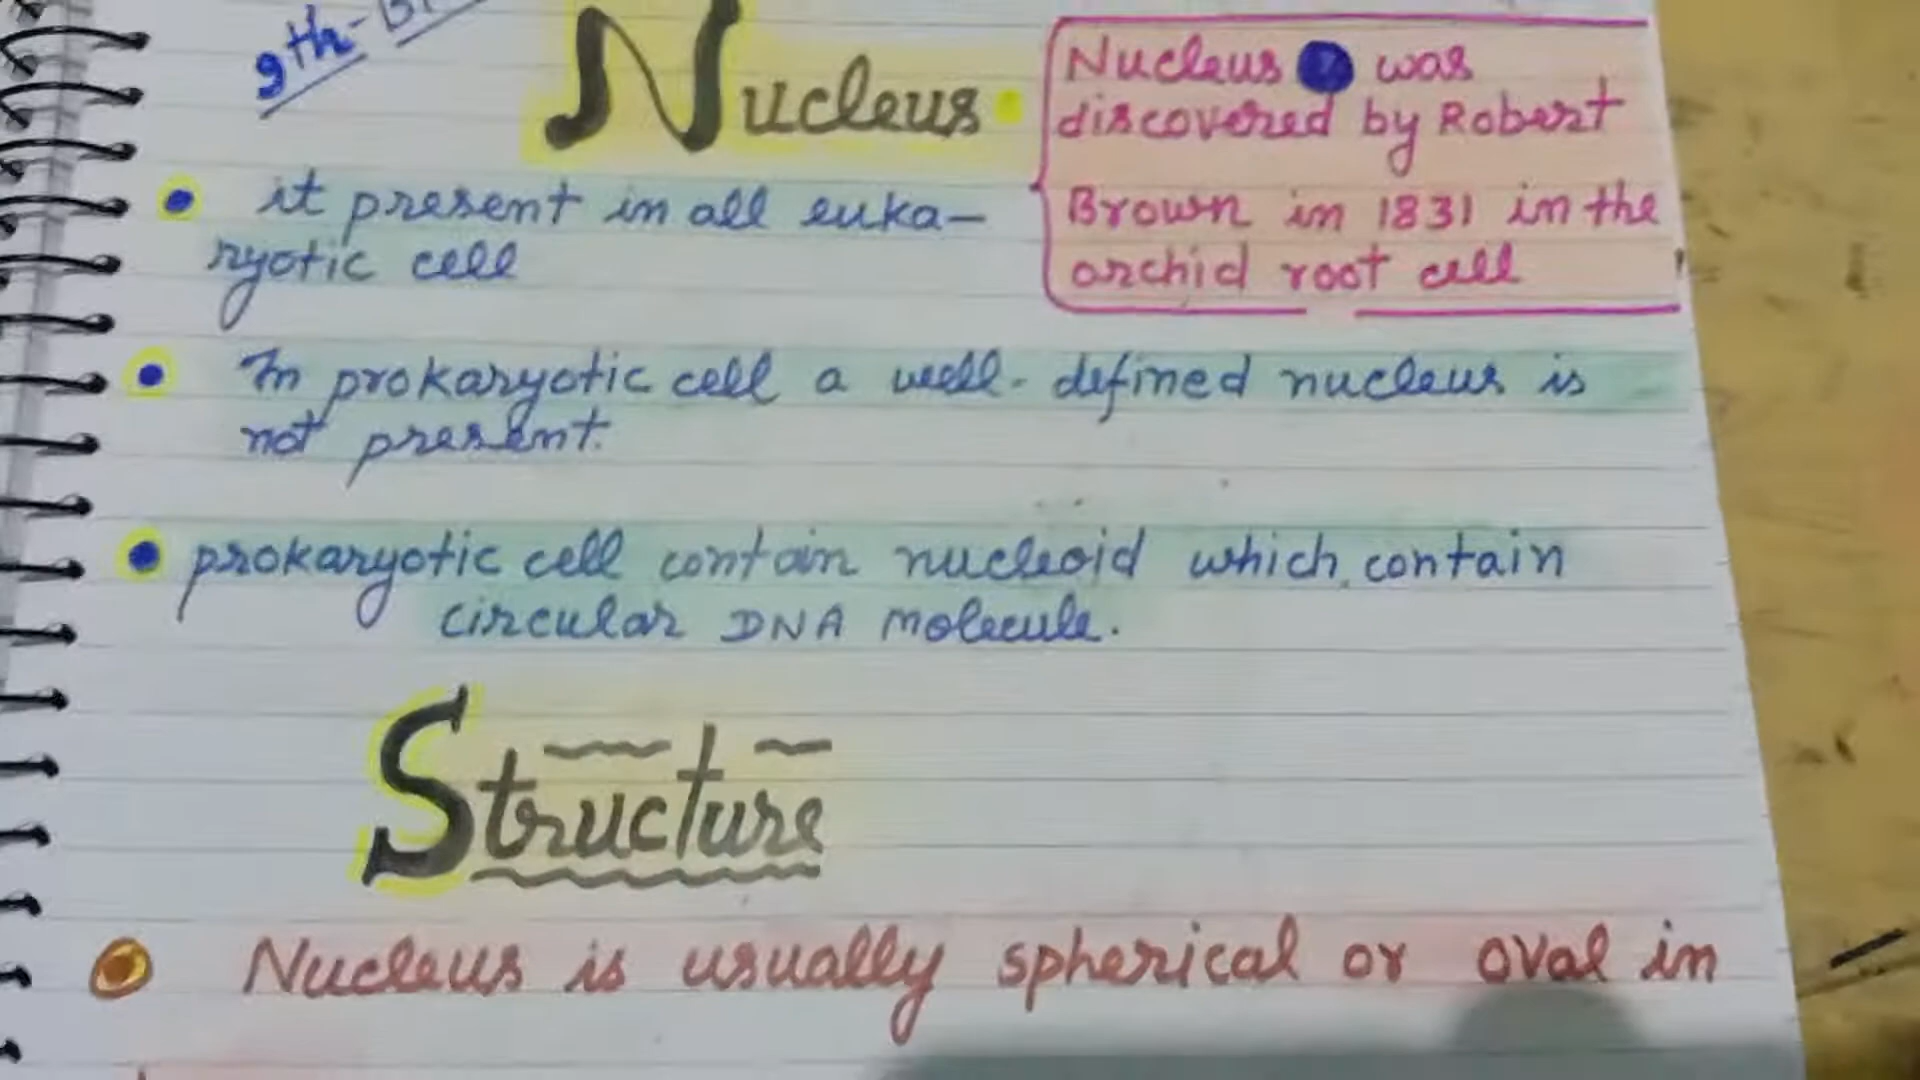 9th-
Nucleus
Nucleus was
discovered by Robert
Brown in 1831 in the
orchid root cell
it present in all euka-
ryotic cell
In prokaryotic cell a well-defined nucleus is
not present.
prokaryotic cell contain nucleoid which contain
circular DNA molecule.
Structure
Nucleus is usually spherical or oval in